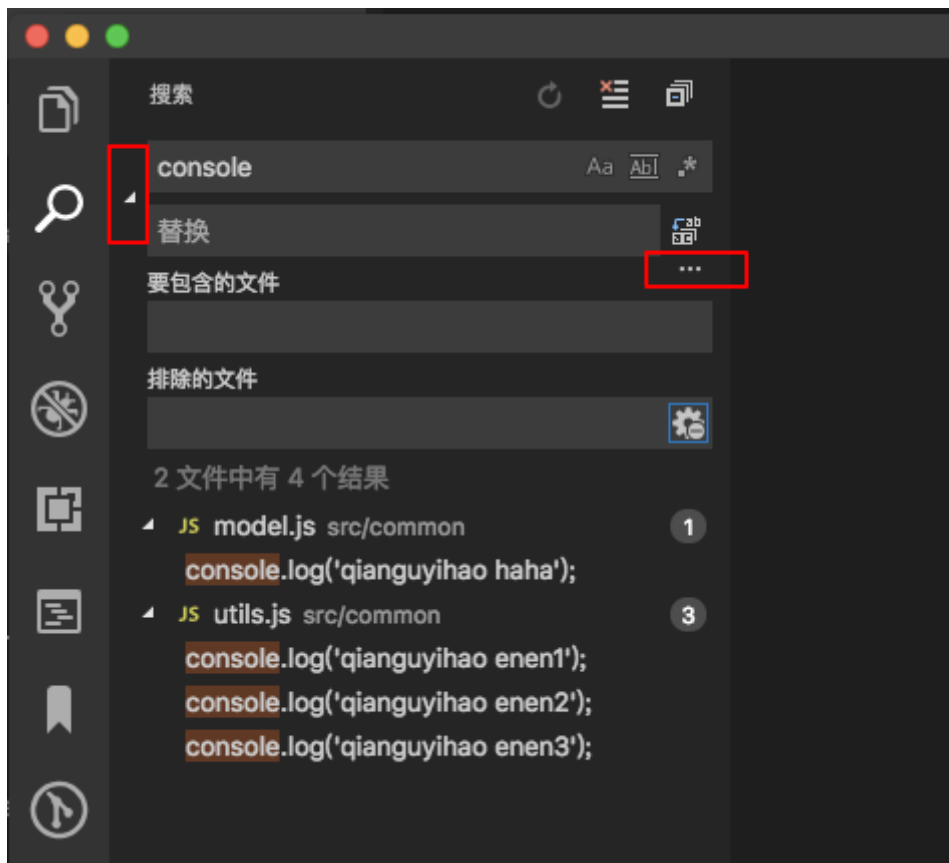 搜索
console Aa Abl .*
替换
...
要包含的文件
排除的文件
2 文件中有 4 个结果
JS model.js src/common 1
console.log('qianguyihao haha');
JS utils.js src/common 3
console.log('qianguyihao enen1');
console.log('qianguyihao enen2');
console.log('qianguyihao enen3');